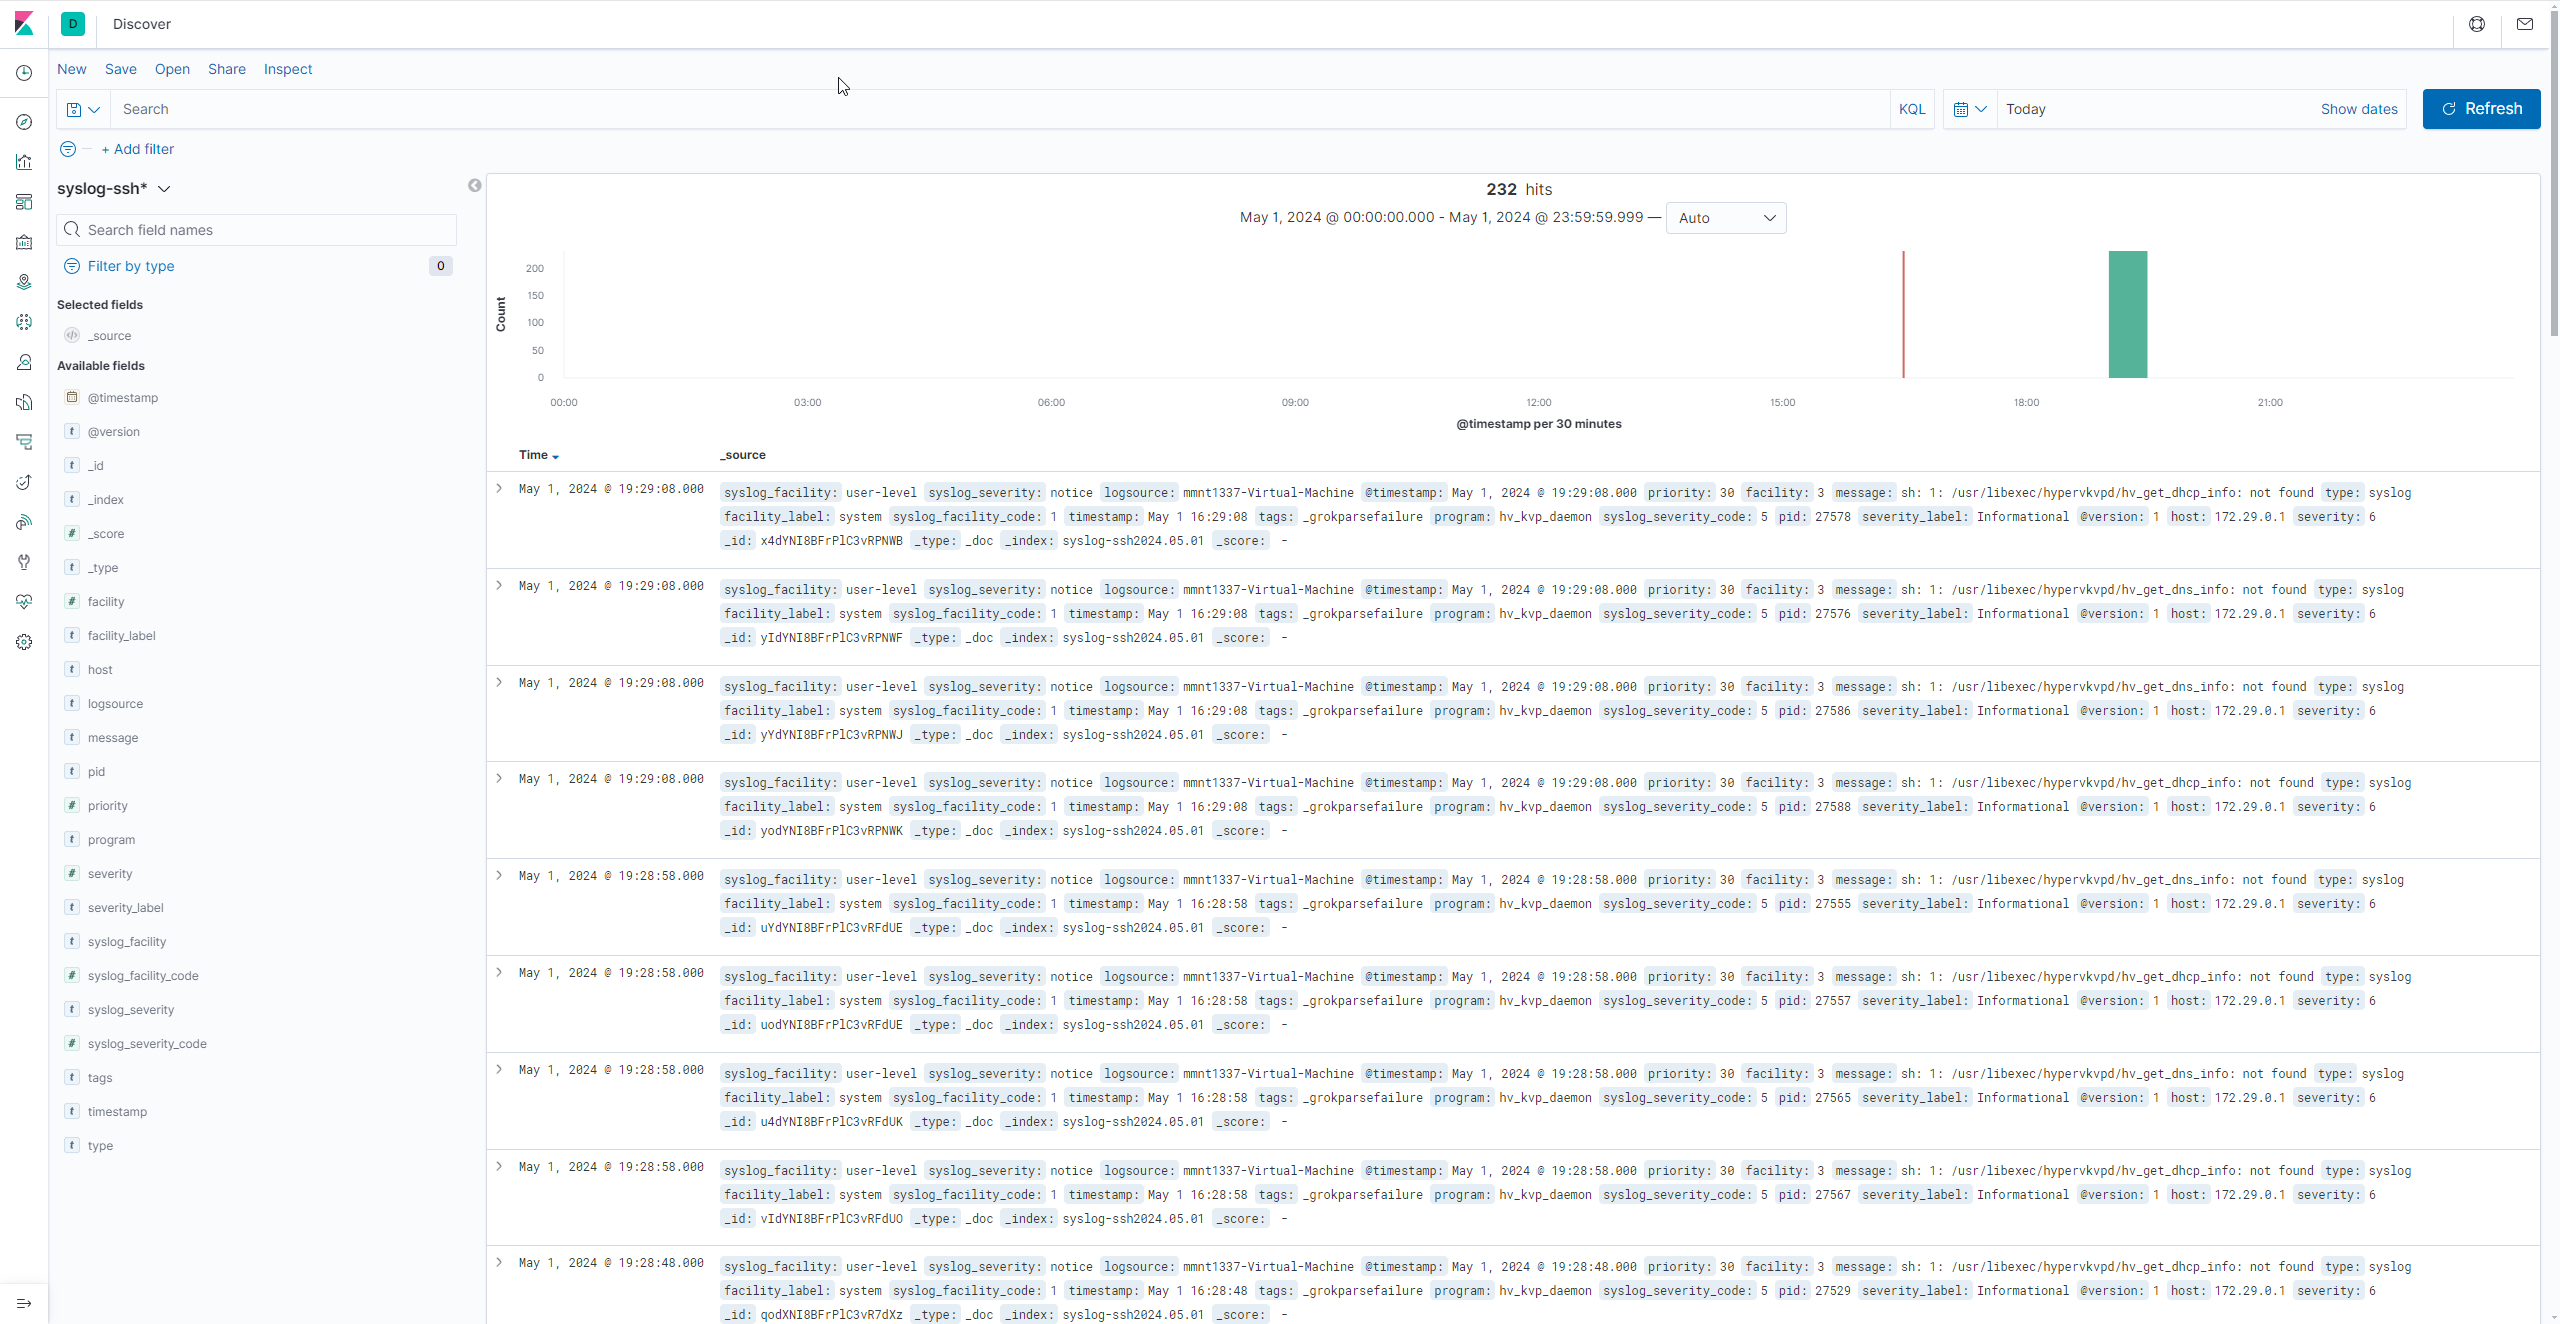 D Discover
New Save Open Share Inspect
Search KQL Today Show dates Refresh
+ Add filter
syslog-ssh*
Search field names
Filter by type 0
Selected fields
_source
Available fields
@timestamp
@version
_id
_index
_score
_type
facility
facility_label
host
logsource
message
pid
priority
program
severity
severity_label
syslog_facility
syslog_facility_code
syslog_severity
syslog_severity_code
tags
timestamp
type
232 hits
May 1, 2024 @ 00:00:00.000 - May 1, 2024 @ 23:59:59.999 — Auto
Count
200
150
100
50
0
00:00 03:00 06:00 09:00 12:00 15:00 18:00 21:00
@timestamp per 30 minutes
Time _source
May 1, 2024 @ 19:29:08.000 syslog_facility: user-level syslog_severity: notice logsource: mmnt1337-Virtual-Machine @timestamp: May 1, 2024 @ 19:29:08.000 priority: 30 facility: 3 message: sh: 1: /usr/libexec/hypervkvpd/hv_get_dhcp_info: not found type: syslog
facility_label: system syslog_facility_code: 1 timestamp: May 1 16:29:08 tags: _grokparsefailure program: hv_kvp_daemon syslog_severity_code: 5 pid: 27578 severity_label: Informational @version: 1 host: 172.29.0.1 severity: 6
_id: x4dYNI8BFrPlC3vRPNWB _type: _doc _index: syslog-ssh2024.05.01 _score: -
May 1, 2024 @ 19:29:08.000 syslog_facility: user-level syslog_severity: notice logsource: mmnt1337-Virtual-Machine @timestamp: May 1, 2024 @ 19:29:08.000 priority: 30 facility: 3 message: sh: 1: /usr/libexec/hypervkvpd/hv_get_dns_info: not found type: syslog
facility_label: system syslog_facility_code: 1 timestamp: May 1 16:29:08 tags: _grokparsefailure program: hv_kvp_daemon syslog_severity_code: 5 pid: 27576 severity_label: Informational @version: 1 host: 172.29.0.1 severity: 6
_id: yIdYNI8BFrPlC3vRPNWF _type: _doc _index: syslog-ssh2024.05.01 _score: -
May 1, 2024 @ 19:29:08.000 syslog_facility: user-level syslog_severity: notice logsource: mmnt1337-Virtual-Machine @timestamp: May 1, 2024 @ 19:29:08.000 priority: 30 facility: 3 message: sh: 1: /usr/libexec/hypervkvpd/hv_get_dns_info: not found type: syslog
facility_label: system syslog_facility_code: 1 timestamp: May 1 16:29:08 tags: _grokparsefailure program: hv_kvp_daemon syslog_severity_code: 5 pid: 27586 severity_label: Informational @version: 1 host: 172.29.0.1 severity: 6
_id: yYdYNI8BFrPlC3vRPNWJ _type: _doc _index: syslog-ssh2024.05.01 _score: -
May 1, 2024 @ 19:29:08.000 syslog_facility: user-level syslog_severity: notice logsource: mmnt1337-Virtual-Machine @timestamp: May 1, 2024 @ 19:29:08.000 priority: 30 facility: 3 message: sh: 1: /usr/libexec/hypervkvpd/hv_get_dhcp_info: not found type: syslog
facility_label: system syslog_facility_code: 1 timestamp: May 1 16:29:08 tags: _grokparsefailure program: hv_kvp_daemon syslog_severity_code: 5 pid: 27588 severity_label: Informational @version: 1 host: 172.29.0.1 severity: 6
_id: yodYNI8BFrPlC3vRPNWK _type: _doc _index: syslog-ssh2024.05.01 _score: -
May 1, 2024 @ 19:28:58.000 syslog_facility: user-level syslog_severity: notice logsource: mmnt1337-Virtual-Machine @timestamp: May 1, 2024 @ 19:28:58.000 priority: 30 facility: 3 message: sh: 1: /usr/libexec/hypervkvpd/hv_get_dns_info: not found type: syslog
facility_label: system syslog_facility_code: 1 timestamp: May 1 16:28:58 tags: _grokparsefailure program: hv_kvp_daemon syslog_severity_code: 5 pid: 27555 severity_label: Informational @version: 1 host: 172.29.0.1 severity: 6
_id: uYdYNI8BFrPlC3vRFdUE _type: _doc _index: syslog-ssh2024.05.01 _score: -
May 1, 2024 @ 19:28:58.000 syslog_facility: user-level syslog_severity: notice logsource: mmnt1337-Virtual-Machine @timestamp: May 1, 2024 @ 19:28:58.000 priority: 30 facility: 3 message: sh: 1: /usr/libexec/hypervkvpd/hv_get_dhcp_info: not found type: syslog
facility_label: system syslog_facility_code: 1 timestamp: May 1 16:28:58 tags: _grokparsefailure program: hv_kvp_daemon syslog_severity_code: 5 pid: 27557 severity_label: Informational @version: 1 host: 172.29.0.1 severity: 6
_id: uodYNI8BFrPlC3vRFdUE _type: _doc _index: syslog-ssh2024.05.01 _score: -
May 1, 2024 @ 19:28:58.000 syslog_facility: user-level syslog_severity: notice logsource: mmnt1337-Virtual-Machine @timestamp: May 1, 2024 @ 19:28:58.000 priority: 30 facility: 3 message: sh: 1: /usr/libexec/hypervkvpd/hv_get_dns_info: not found type: syslog
facility_label: system syslog_facility_code: 1 timestamp: May 1 16:28:58 tags: _grokparsefailure program: hv_kvp_daemon syslog_severity_code: 5 pid: 27565 severity_label: Informational @version: 1 host: 172.29.0.1 severity: 6
_id: u4dYNI8BFrPlC3vRFdUK _type: _doc _index: syslog-ssh2024.05.01 _score: -
May 1, 2024 @ 19:28:58.000 syslog_facility: user-level syslog_severity: notice logsource: mmnt1337-Virtual-Machine @timestamp: May 1, 2024 @ 19:28:58.000 priority: 30 facility: 3 message: sh: 1: /usr/libexec/hypervkvpd/hv_get_dhcp_info: not found type: syslog
facility_label: system syslog_facility_code: 1 timestamp: May 1 16:28:58 tags: _grokparsefailure program: hv_kvp_daemon syslog_severity_code: 5 pid: 27567 severity_label: Informational @version: 1 host: 172.29.0.1 severity: 6
_id: vIdYNI8BFrPlC3vRFdUO _type: _doc _index: syslog-ssh2024.05.01 _score: -
May 1, 2024 @ 19:28:48.000 syslog_facility: user-level syslog_severity: notice logsource: mmnt1337-Virtual-Machine @timestamp: May 1, 2024 @ 19:28:48.000 priority: 30 facility: 3 message: sh: 1: /usr/libexec/hypervkvpd/hv_get_dhcp_info: not found type: syslog
facility_label: system syslog_facility_code: 1 timestamp: May 1 16:28:48 tags: _grokparsefailure program: hv_kvp_daemon syslog_severity_code: 5 pid: 27529 severity_label: Informational @version: 1 host: 172.29.0.1 severity: 6
_id: qodXNI8BFrPlC3vR7dXz _type: _doc _index: syslog-ssh2024.05.01 _score: -